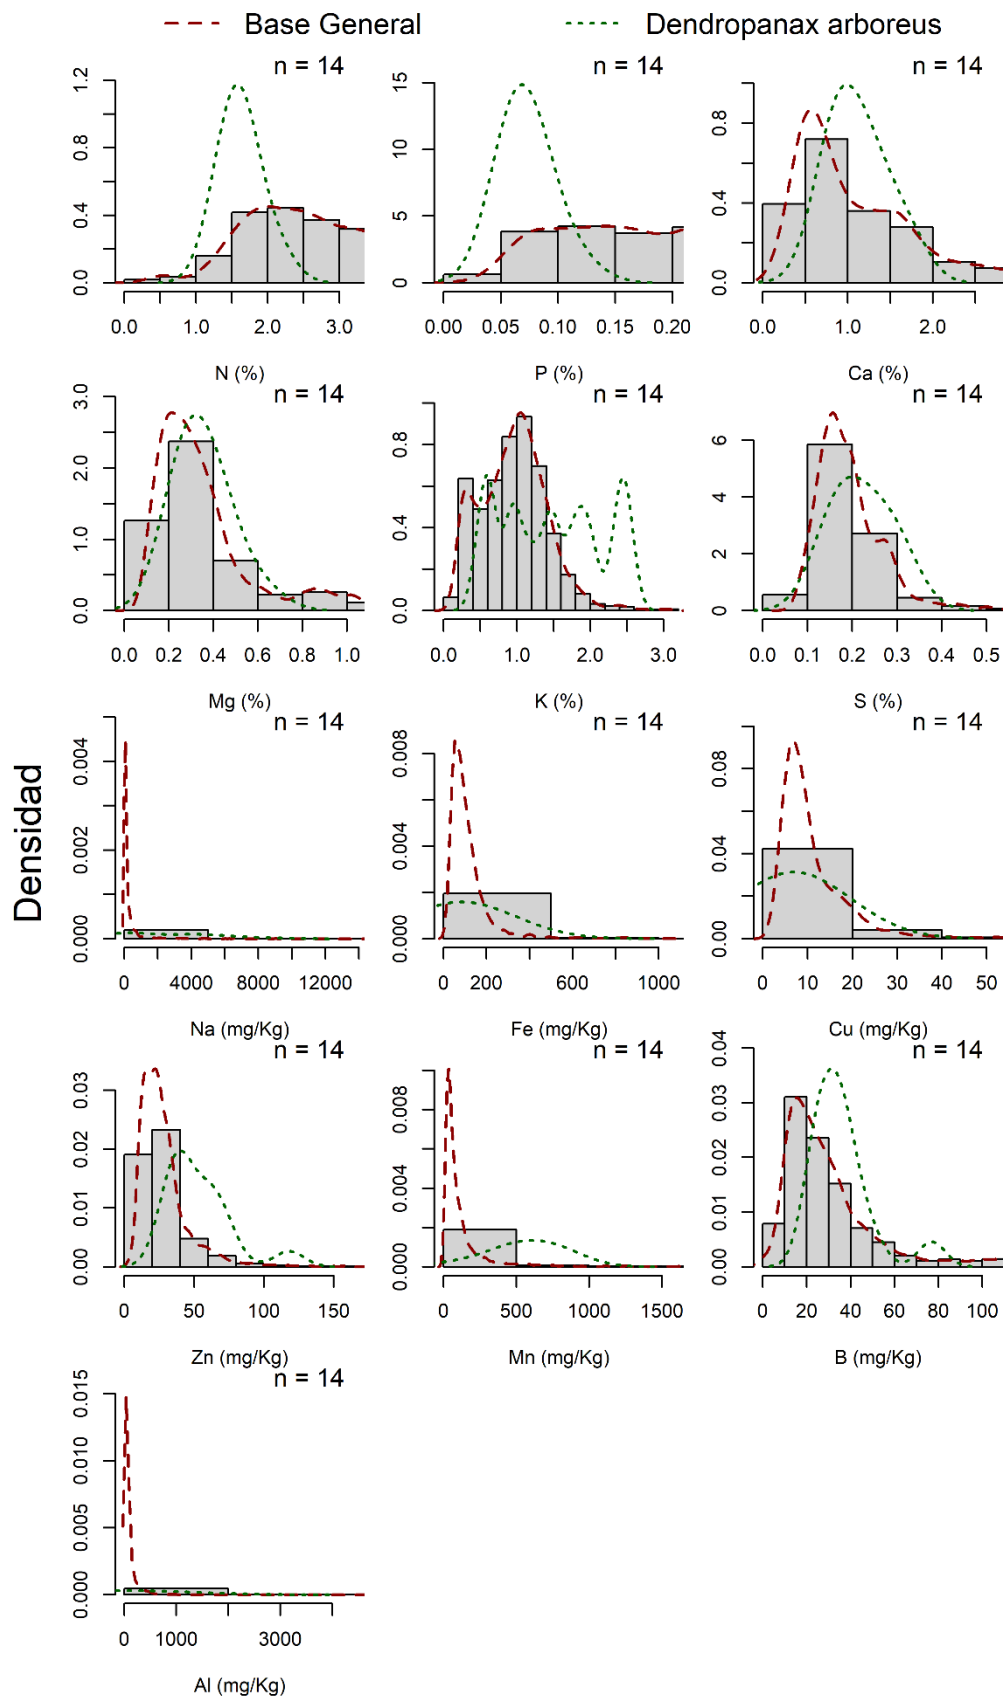 Base General
Dendropanax arboreus
Densidad
n = 14
0.0 0.4 0.8 1.2
0.0 1.0 2.0 3.0
N (%)
n = 14
0 5 10 15
0.00 0.05 0.10 0.15 0.20
P (%)
n = 14
0.0 0.4 0.8
0.0 1.0 2.0
Ca (%)
n = 14
0.0 1.0 2.0 3.0
0.0 0.2 0.4 0.6 0.8 1.0
Mg (%)
n = 14
0.0 0.4 0.8
0.0 1.0 2.0 3.0
K (%)
n = 14
0 2 4 6
0.0 0.1 0.2 0.3 0.4 0.5
S (%)
n = 14
0.000 0.002 0.004
0 4000 8000 12000
Na (mg/Kg)
n = 14
0.000 0.004 0.008
0 200 600 1000
Fe (mg/Kg)
n = 14
0.00 0.04 0.08
0 10 20 30 40 50
Cu (mg/Kg)
n = 14
0.00 0.01 0.02 0.03
0 50 100 150
Zn (mg/Kg)
n = 14
0.000 0.004 0.008
0 500 1000 1500
Mn (mg/Kg)
n = 14
0.00 0.01 0.02 0.03 0.04
0 20 40 60 80 100
B (mg/Kg)
n = 14
0.000 0.005 0.010 0.015
0 1000 3000
Al (mg/Kg)